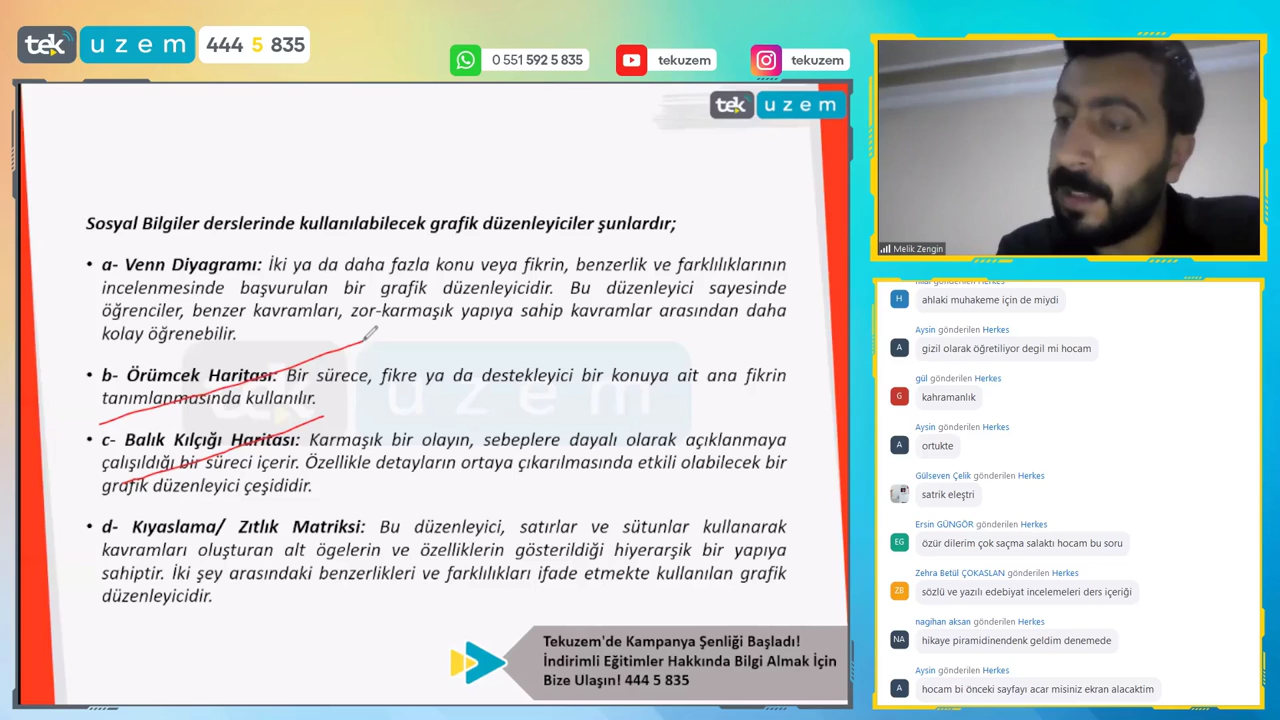 tek uzem 444 5 835
0 551 592 5 835
tekuzem
tekuzem
tek uzem
Sosyal Bilgiler derslerinde kullanılabilecek grafik düzenleyiciler şunlardır;
• a- Venn Diyagramı: İki ya da daha fazla konu veya fikrin, benzerlik ve farklılıklarının
incelenmesinde başvurulan bir grafik düzenleyicidir. Bu düzenleyici sayesinde
öğrenciler, benzer kavramları, zor-karmaşık yapıya sahip kavramlar arasından daha
kolay öğrenebilir.
• b- Örümcek Haritası: Bir sürece, fikre ya da destekleyici bir konuya ait ana fikrin
tanımlanmasında kullanılır.
• c- Balık Kılçığı Haritası: Karmaşık bir olayın, sebeplere dayalı olarak açıklanmaya
çalışıldığı bir süreci içerir. Özellikle detayların ortaya çıkarılmasında etkili olabilecek bir
grafik düzenleyici çeşididir.
• d- Kıyaslama/ Zıtlık Matriksi: Bu düzenleyici, satırlar ve sütunlar kullanarak
kavramları oluşturan alt ögelerin ve özelliklerin gösterildiği hiyerarşik bir yapıya
sahiptir. İki şey arasındaki benzerlikleri ve farklılıkları ifade etmekte kullanılan grafik
düzenleyicidir.
tek uzem
Tekuzem'de Kampanya Şenliği Başladı!
İndirimli Eğitimler Hakkında Bilgi Almak İçin
Bize Ulaşın! 444 5 835
Melik Zengin
gönderilen Herkes
H ahlaki muhakeme için de miydi
Aysin gönderilen Herkes
A gizil olarak öğretiliyor degil mi hocam
gül gönderilen Herkes
G kahramanlık
Aysin gönderilen Herkes
A ortukte
Gülseven Çelik gönderilen Herkes
satrik eleştri
Ersin GÜNGÖR gönderilen Herkes
EG özür dilerim çok saçma salaktı hocam bu soru
Zehra Betül ÇOKASLAN gönderilen Herkes
ZB sözlü ve yazılı edebiyat incelemeleri ders içeriği
nagihan aksan gönderilen Herkes
NA hikaye piramidinendenk geldim denemede
Aysin gönderilen Herkes
A hocam bi önceki sayfayı acar misiniz ekran alacaktim